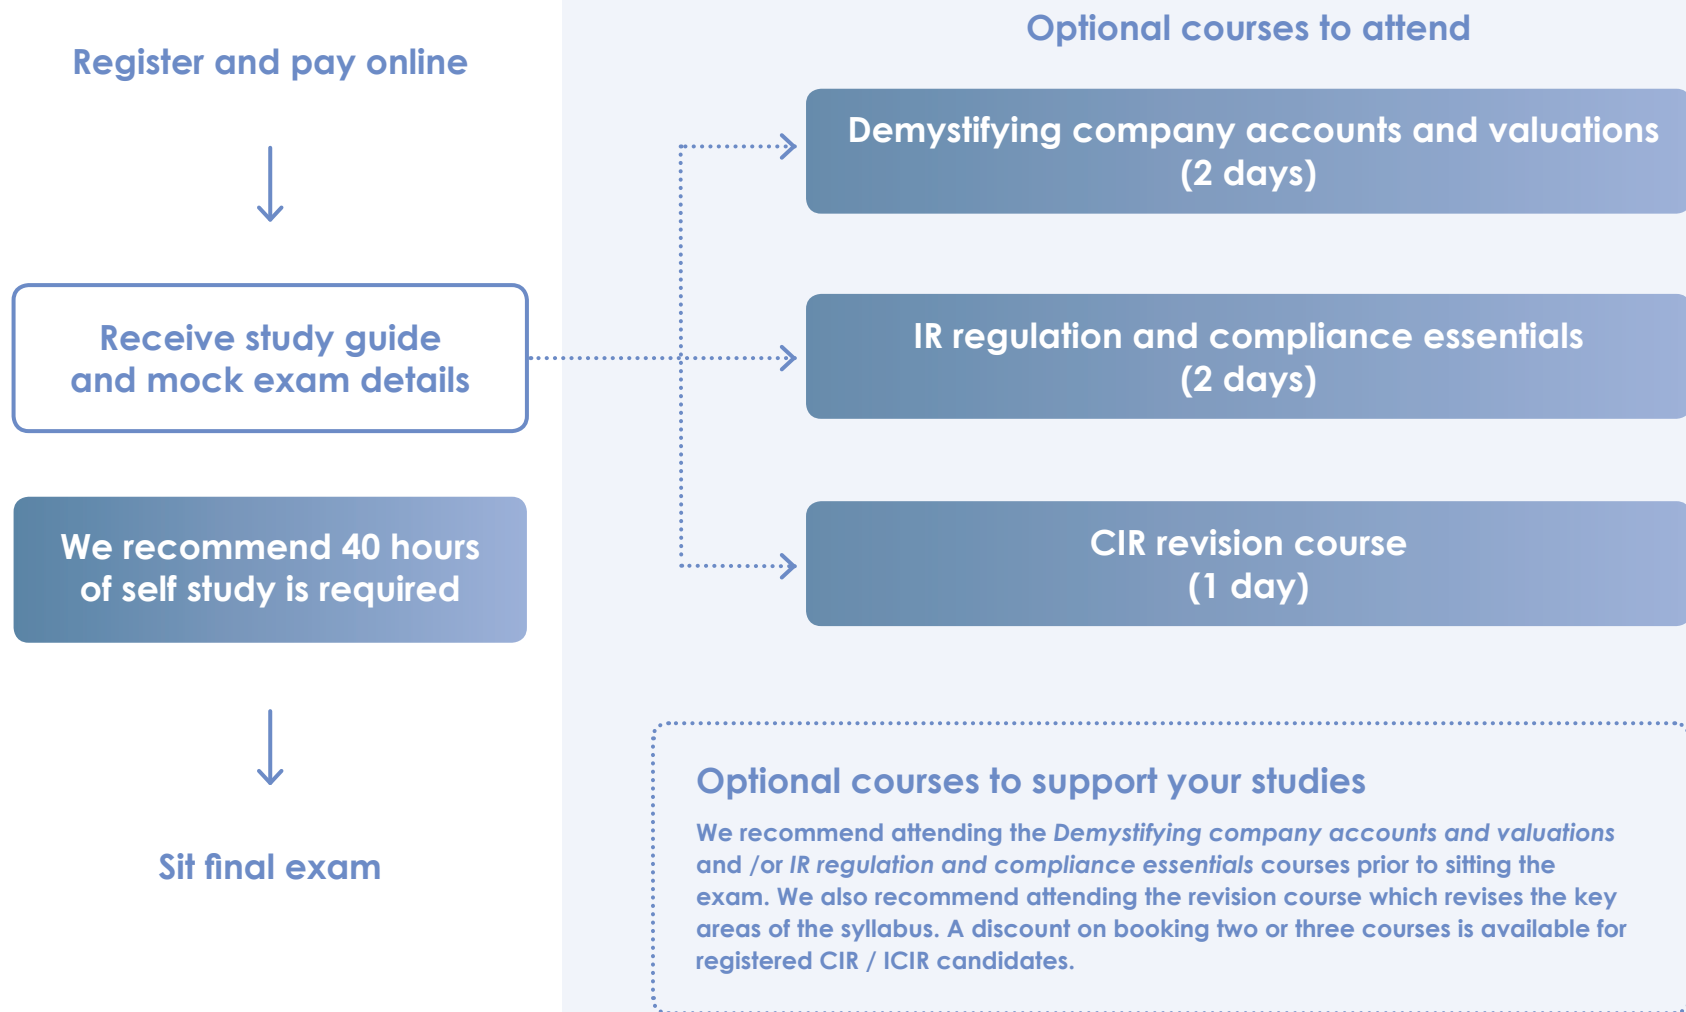 Register and pay online
Receive study guide
and mock exam details
We recommend 40 hours
of self study is required
Sit final exam
Optional courses to attend
Demystifying company accounts and valuations
(2 days)
IR regulation and compliance essentials
(2 days)
CIR revision course
(1 day)
Optional courses to support your studies
We recommend attending the Demystifying company accounts and valuations
and /or IR regulation and compliance essentials courses prior to sitting the
exam. We also recommend attending the revision course which revises the key
areas of the syllabus. A discount on booking two or three courses is available for
registered CIR / ICIR candidates.